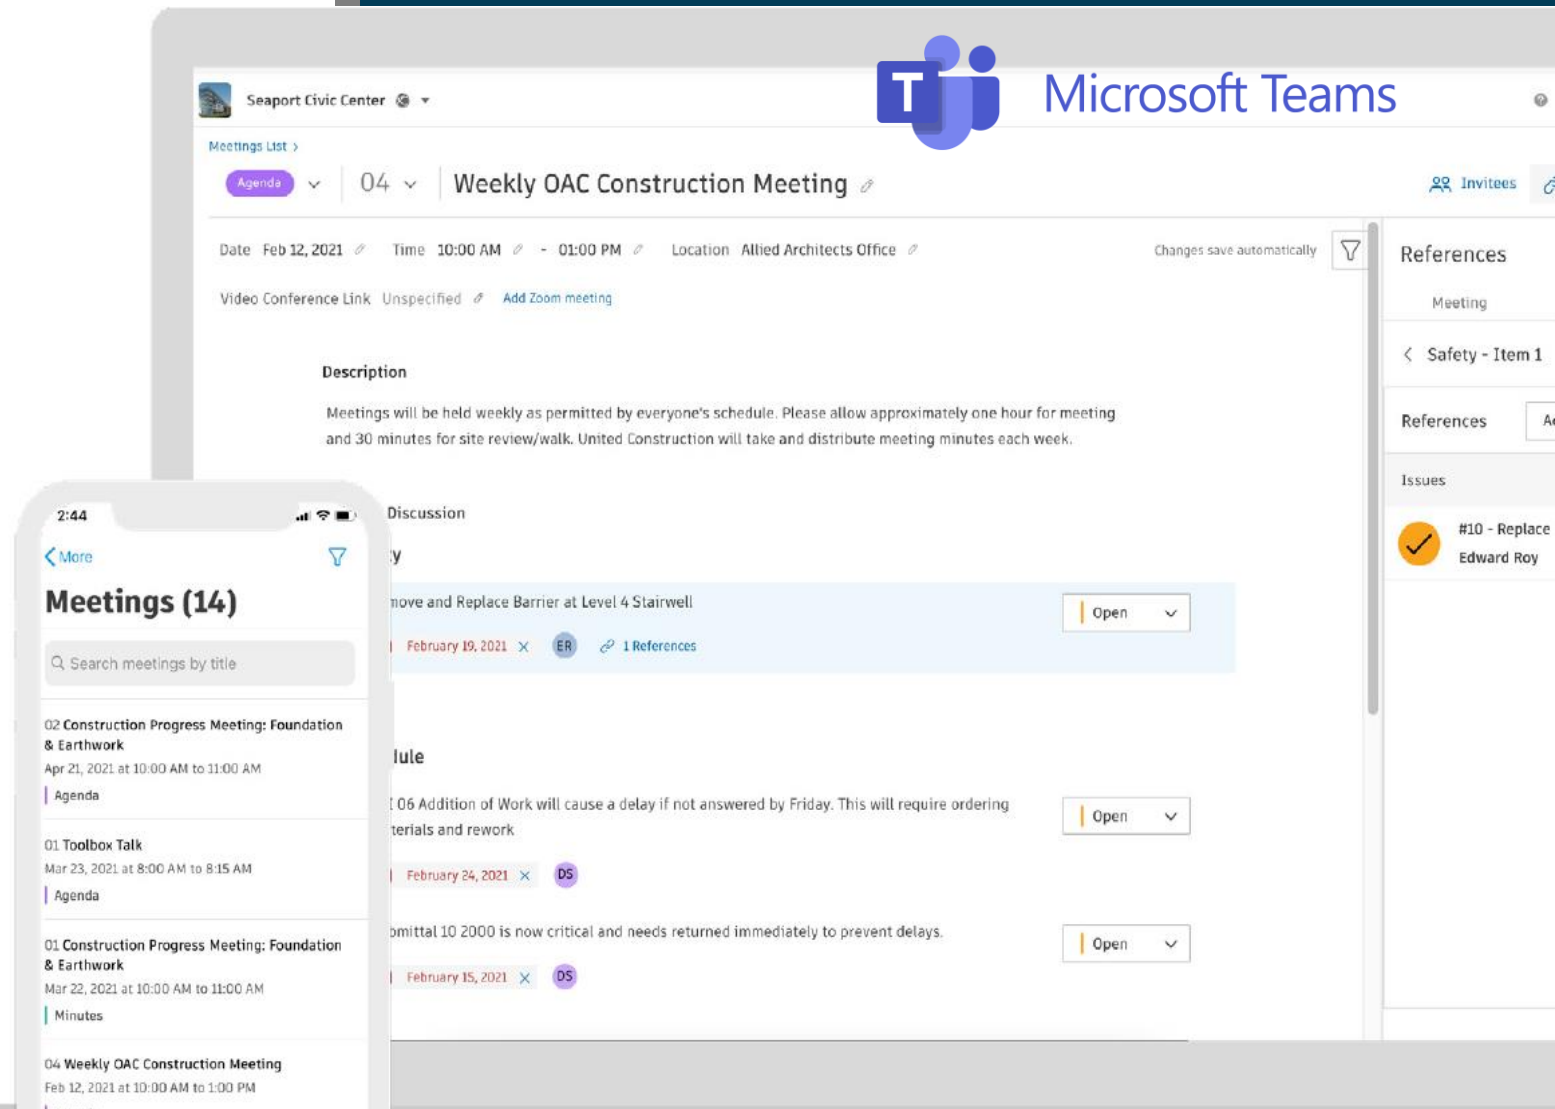 T Microsoft Teams
Seaport Civic Center
Meetings List
Agenda 04 Weekly OAC Construction Meeting
Invitees
Date Feb 12, 2021 Time 10:00 AM - 01:00 PM Location Allied Architects Office
Changes save automatically
Video Conference Link Unspecified Add Zoom meeting
Description
Meetings will be held weekly as permitted by everyone's schedule. Please allow approximately one hour for meeting
and 30 minutes for site review/walk. United Construction will take and distribute meeting minutes each week.
Discussion
move and Replace Barrier at Level 4 Stairwell
Open
February 19, 2021 ER 1 References
06 Addition of Work will cause a delay if not answered by Friday. This will require ordering
terials and rework
Open
February 24, 2021 DS
bmittal 10 2000 is now critical and needs returned immediately to prevent delays.
Open
February 15, 2021 DS
References
Meeting
Safety - Item 1
References
Issues
#10 - Replace
Edward Roy
2:44
More
Meetings (14)
Search meetings by title
02 Construction Progress Meeting: Foundation
& Earthwork
Apr 21, 2021 at 10:00 AM to 11:00 AM
Agenda
01 Toolbox Talk
Mar 23, 2021 at 8:00 AM to 8:15 AM
Agenda
01 Construction Progress Meeting: Foundation
& Earthwork
Mar 22, 2021 at 10:00 AM to 11:00 AM
Minutes
04 Weekly OAC Construction Meeting
Feb 12, 2021 at 10:00 AM to 1:00 PM